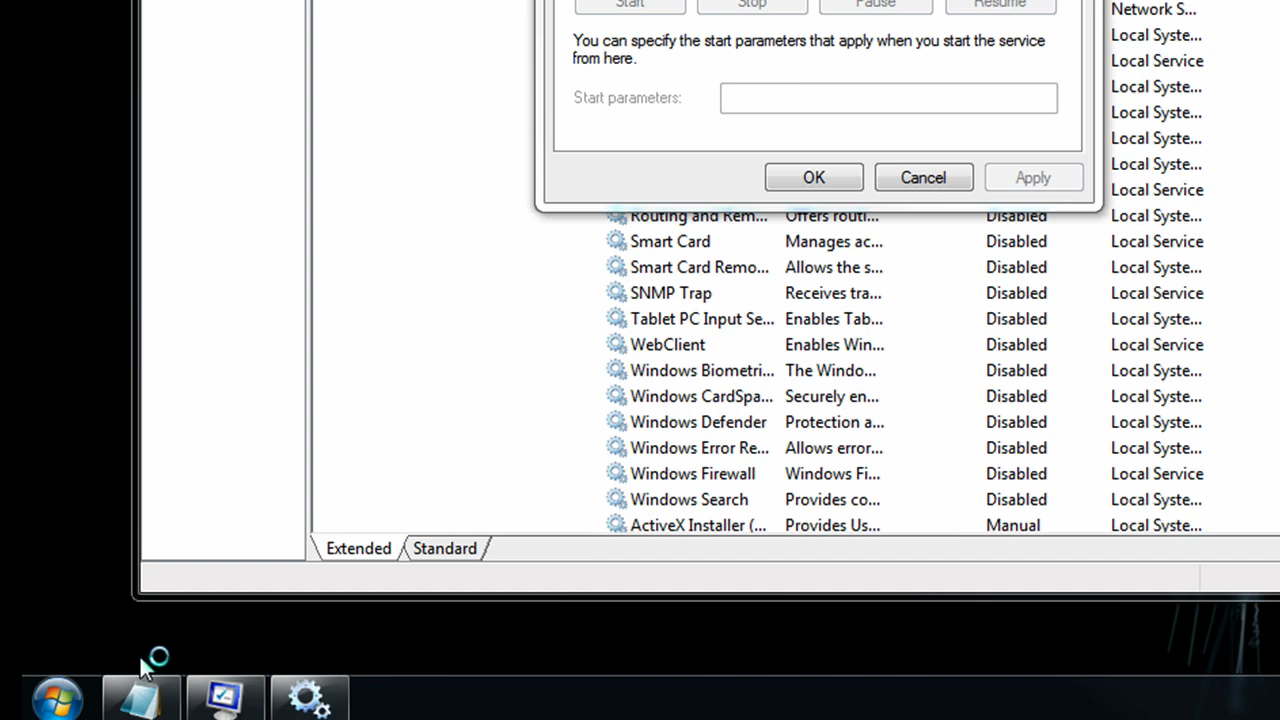 Start Stop Pause Resume
You can specify the start parameters that apply when you start the service
from here.
Start parameters:
OK Cancel Apply
Network S...
Local Syste...
Local Service
Local Syste...
Local Syste...
Local Syste...
Local Syste...
Local Service
Routing and Rem... Offers routi... Disabled Local Syste...
Smart Card Manages ac... Disabled Local Service
Smart Card Remo... Allows the s... Disabled Local Syste...
SNMP Trap Receives tra... Disabled Local Service
Tablet PC Input Se... Enables Tab... Disabled Local Syste...
WebClient Enables Win... Disabled Local Service
Windows Biometri... The Windo... Disabled Local Syste...
Windows CardSpa... Securely en... Disabled Local Syste...
Windows Defender Protection a... Disabled Local Syste...
Windows Error Re... Allows error... Disabled Local Syste...
Windows Firewall Windows Fi... Disabled Local Service
Windows Search Provides co... Disabled Local Syste...
ActiveX Installer (... Provides Us... Manual Local Syste...
Extended Standard